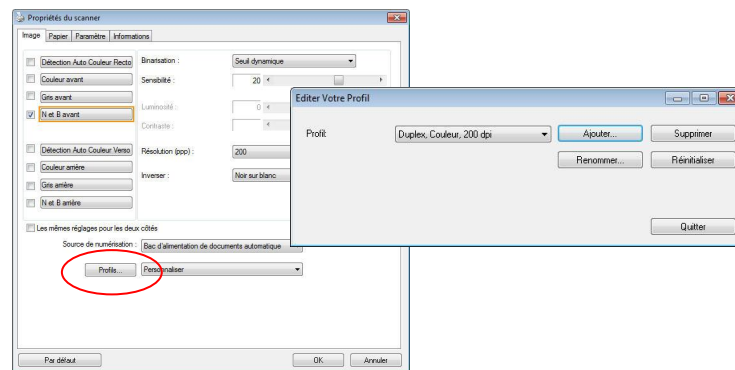 Propriétés du scanner
Image Papier Paramètre Informations
Détection Auto Couleur Recto
Couleur avant
Gris avant
N et B avant
Détection Auto Couleur Verso
Couleur arrière
Gris arrière
N et B arrière
Binarisation : Seuil dynamique
Sensibilité : 20
Luminosité : 0
Contraste :
Résolution (ppp) : 200
Inverser : Noir sur blanc
Les mêmes réglages pour les deux côtés
Source de numérisation : Bac d'alimentation de documents automatique
Profils... Personnaliser
Par défaut OK Annuler
Editer Votre Profil
Profil: Duplex, Couleur, 200 dpi Ajouter... Supprimer
Renommer... Réinitialiser
Quitter